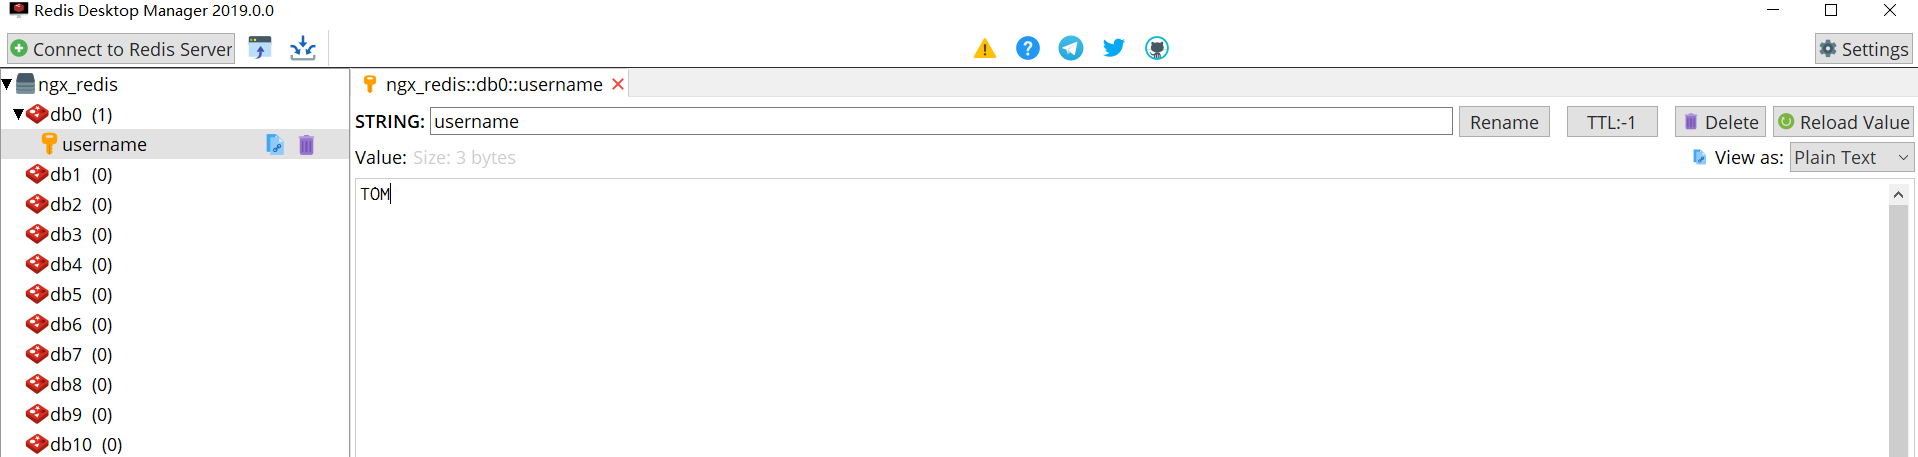 Redis Desktop Manager 2019.0.0
Connect to Redis Server
Settings
ngx_redis
db0 (1)
username
db1 (0)
db2 (0)
db3 (0)
db4 (0)
db5 (0)
db6 (0)
db7 (0)
db8 (0)
db9 (0)
db10 (0)
ngx_redis::db0::username
STRING: username Rename TTL:-1 Delete Reload Value
Value: Size: 3 bytes View as: Plain Text
TOM